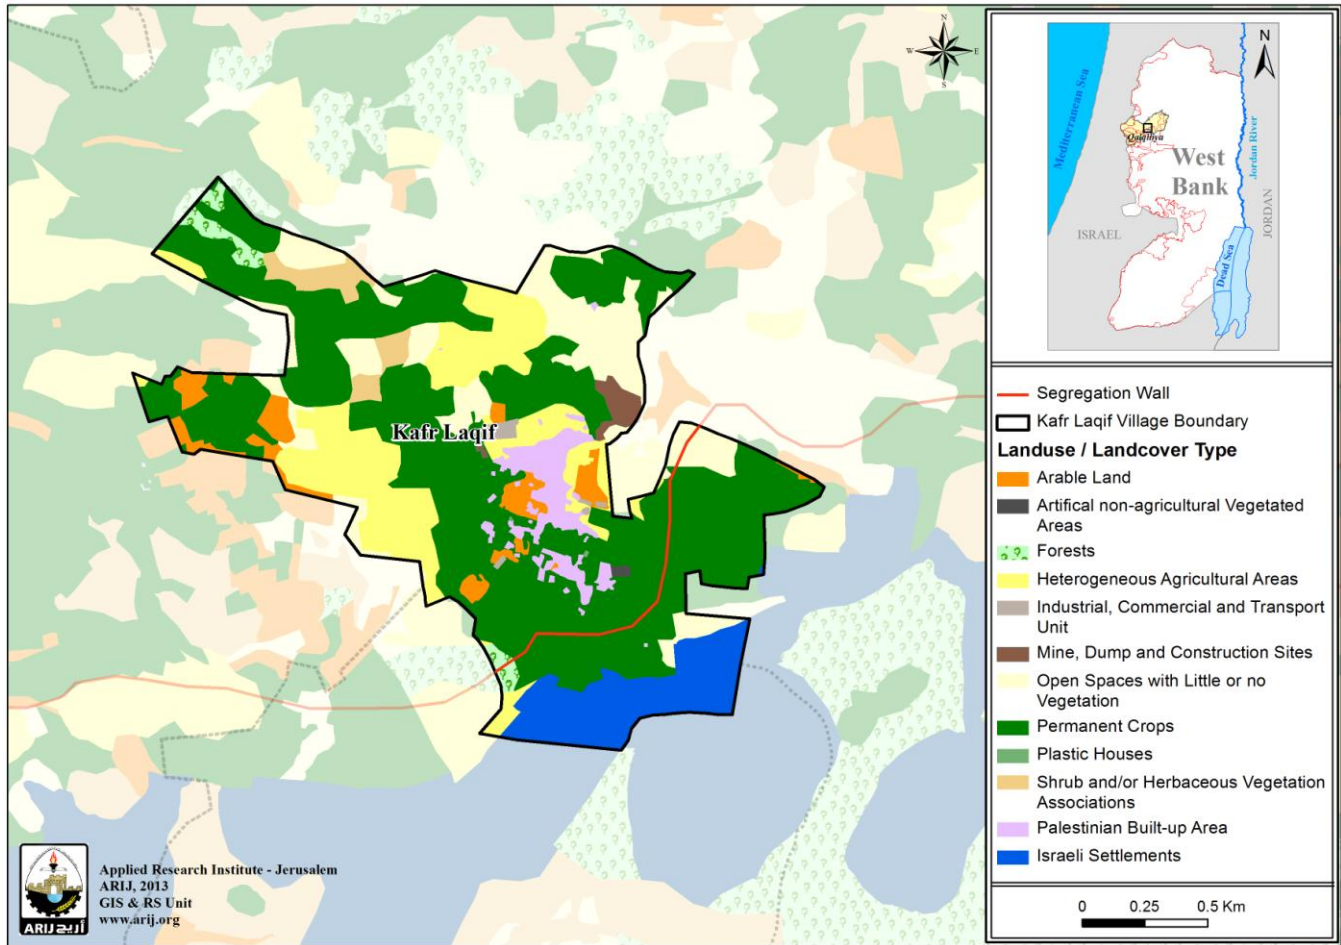 N
W
E
S
Kafr Laqif
Applied Research Institute - Jerusalem
ARIJ, 2013
GIS & RS Unit
www.arij.org
ARIJ أريج
N
Mediterranean Sea
Qalqiliya
West
Bank
Jordan River
ISRAEL
JORDAN
Dead Sea
Segregation Wall
Kafr Laqif Village Boundary
Landuse / Landcover Type
Arable Land
Artifical non-agricultural Vegetated
Areas
Forests
Heterogeneous Agricultural Areas
Industrial, Commercial and Transport
Unit
Mine, Dump and Construction Sites
Open Spaces with Little or no
Vegetation
Permanent Crops
Plastic Houses
Shrub and/or Herbaceous Vegetation
Associations
Palestinian Built-up Area
Israeli Settlements
0 0.25 0.5 Km